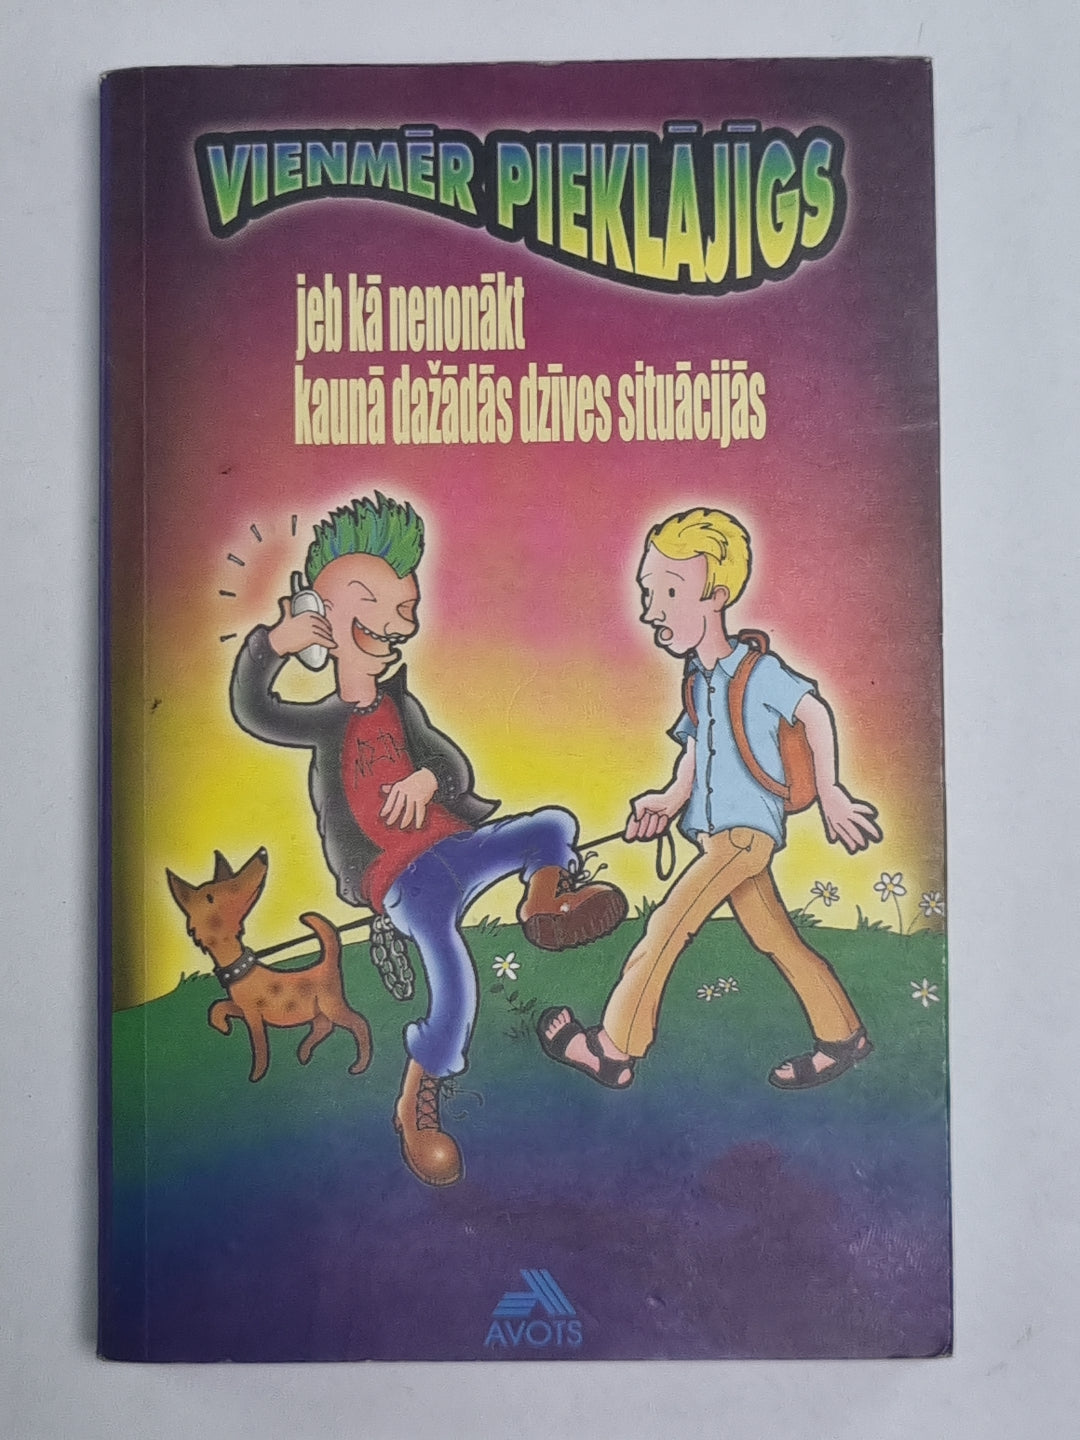 VIENMĒR PIEKLĀJĪGS
jeb kā nenonākt
kaunā dažādās dzīves situācijās
AVOTS